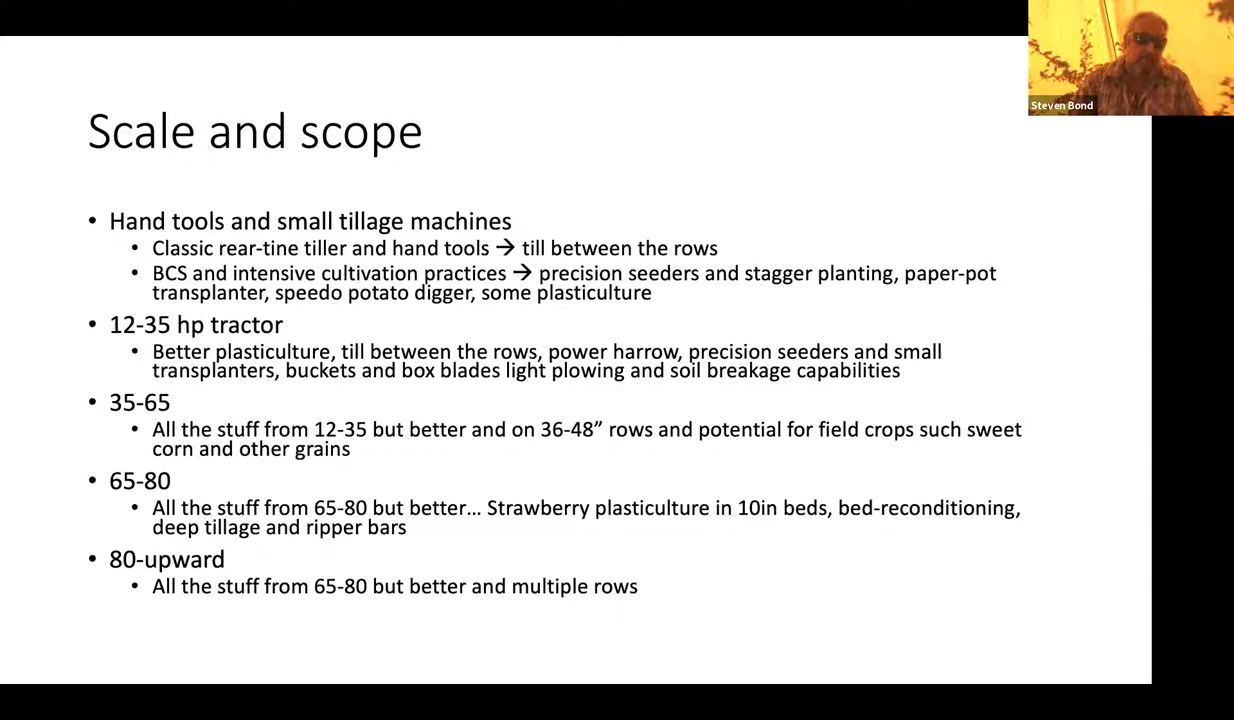 Steven Bond
Scale and scope
• Hand tools and small tillage machines
• Classic rear-tine tiller and hand tools → till between the rows
• BCS and intensive cultivation practices → precision seeders and stagger planting, paper-pot
transplanter, speedo potato digger, some plasticulture
• 12-35 hp tractor
• Better plasticulture, till between the rows, power harrow, precision seeders and small
transplanters, buckets and box blades light plowing and soil breakage capabilities
• 35-65
• All the stuff from 12-35 but better and on 36-48” rows and potential for field crops such sweet
corn and other grains
• 65-80
• All the stuff from 65-80 but better… Strawberry plasticulture in 10in beds, bed-reconditioning,
deep tillage and ripper bars
• 80-upward
• All the stuff from 65-80 but better and multiple rows